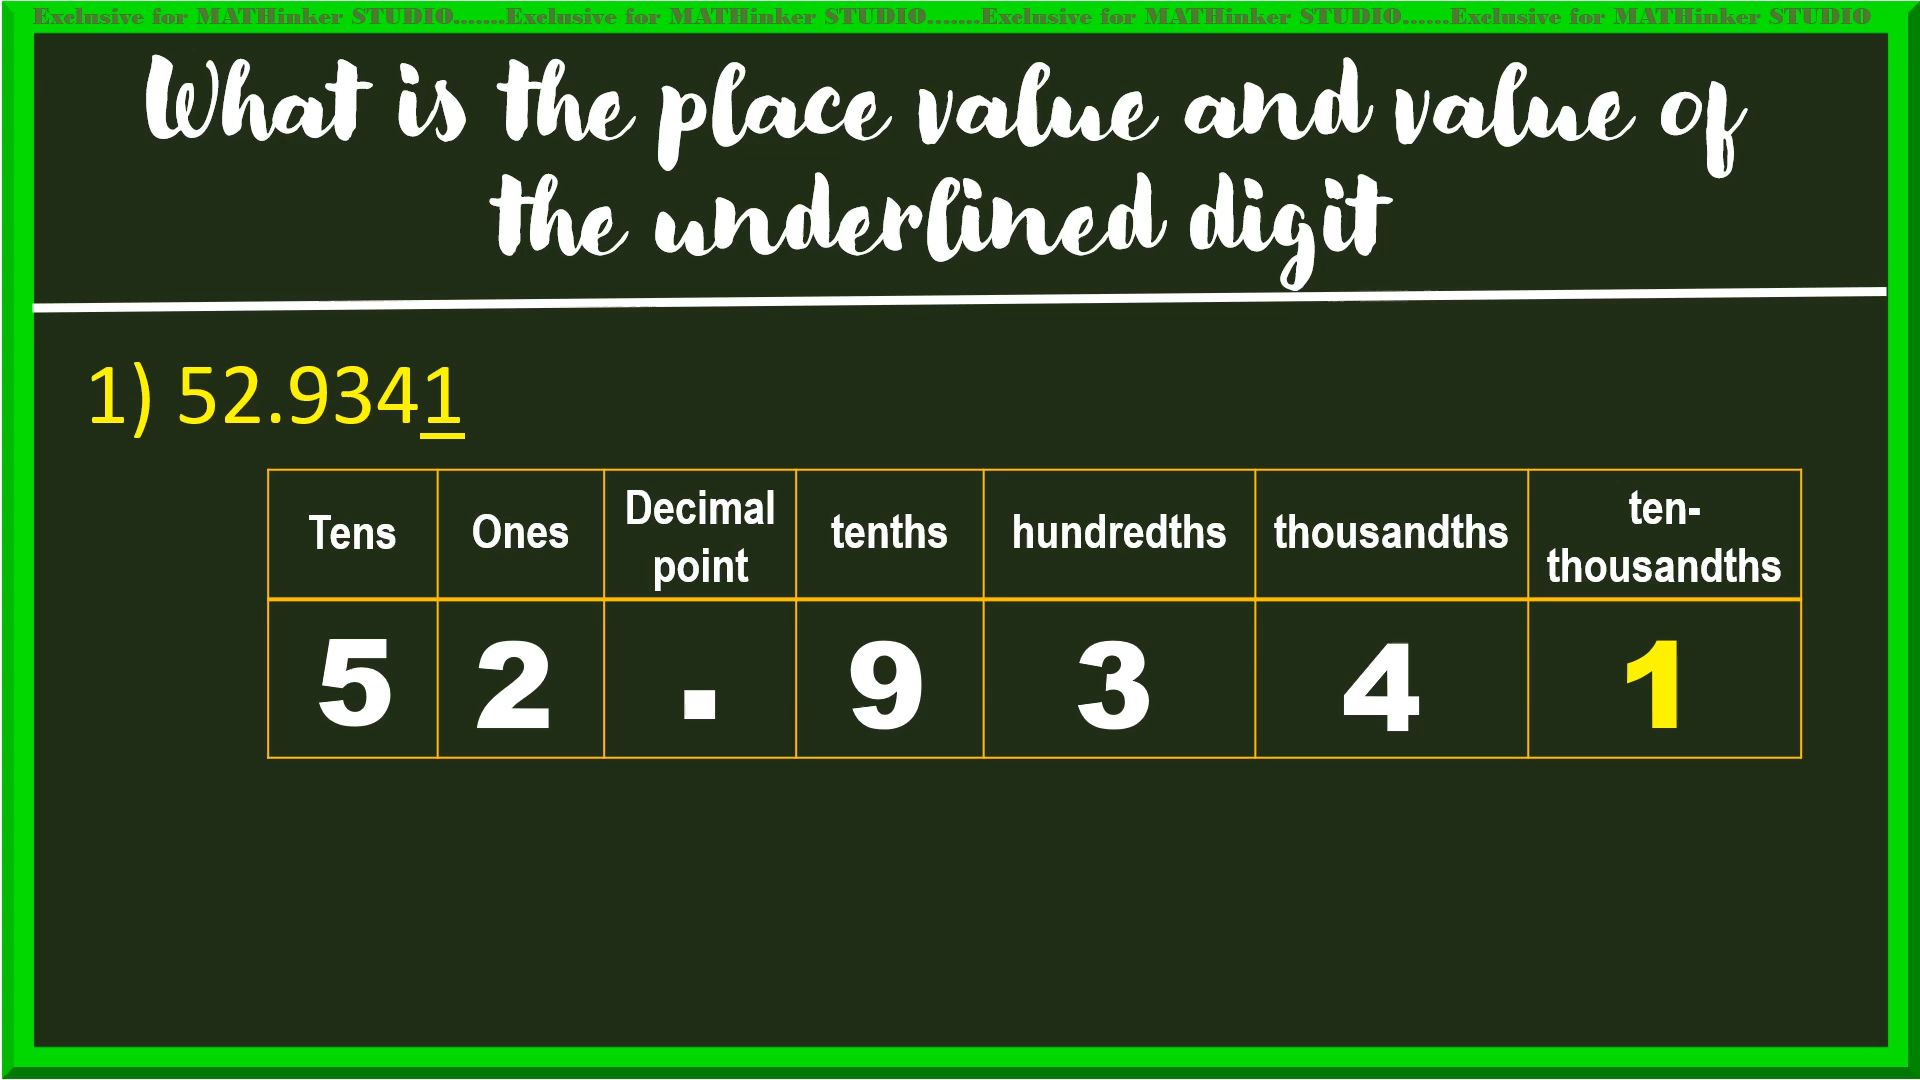 Exclusive for MATHinker STUDIO.......Exclusive for MATHinker STUDIO.......Exclusive for MATHinker STUDIO......Exclusive for MATHinker STUDIO
What is the place value and value of
the underlined digit
1) 52.9341
Tens Ones Decimal point tenths hundredths thousandths ten-thousandths
5 2 . 9 3 4 1